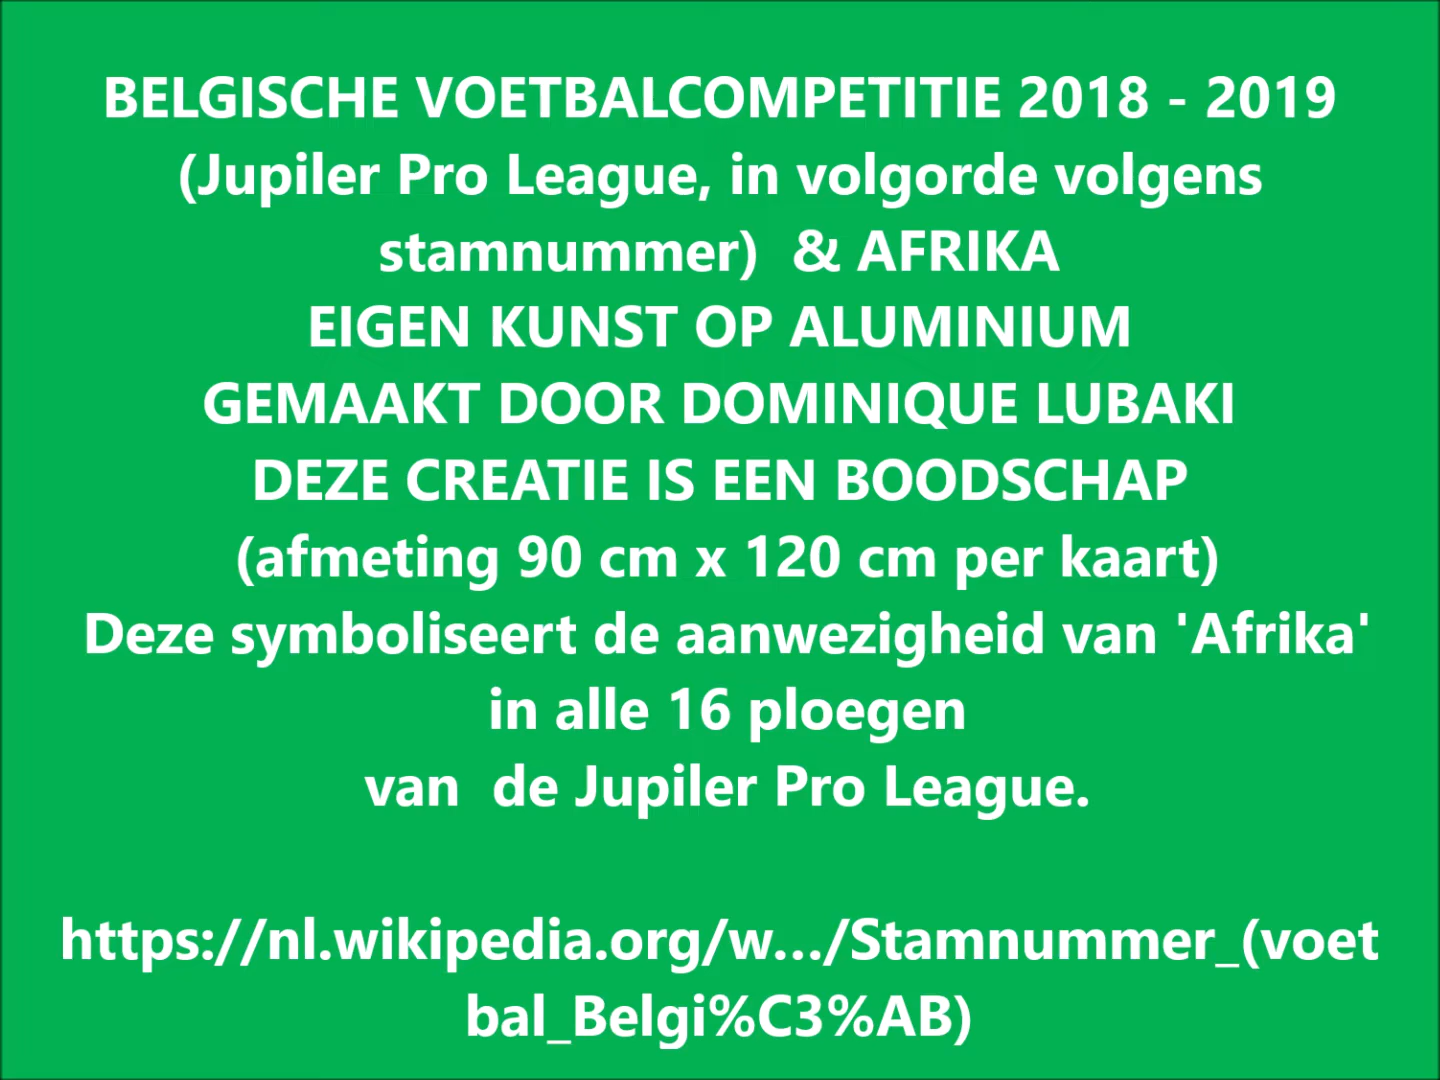 BELGISCHE VOETBALCOMPETITIE 2018 - 2019
(Jupiler Pro League, in volgorde volgens
stamnummer)  & AFRIKA
EIGEN KUNST OP ALUMINIUM
GEMAAKT DOOR DOMINIQUE LUBAKI
DEZE CREATIE IS EEN BOODSCHAP
(afmeting 90 cm x 120 cm per kaart)
Deze symboliseert de aanwezigheid van 'Afrika'
in alle 16 ploegen
van  de Jupiler Pro League.
https://nl.wikipedia.org/w.../Stamnummer_(voet
bal_Belgi%C3%AB)